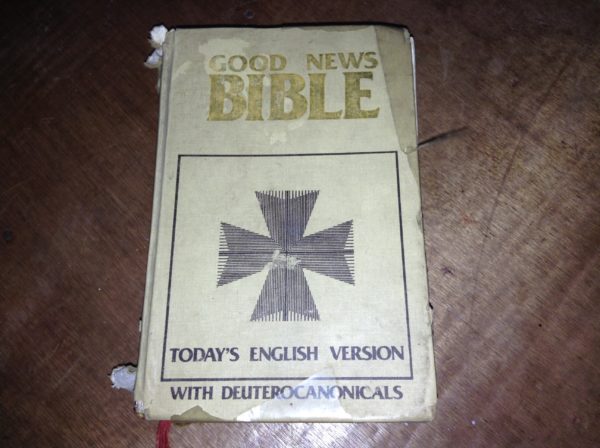 GOOD NEWS
BIBLE
TODAY'S ENGLISH VERSION
WITH DEUTEROCANONICALS